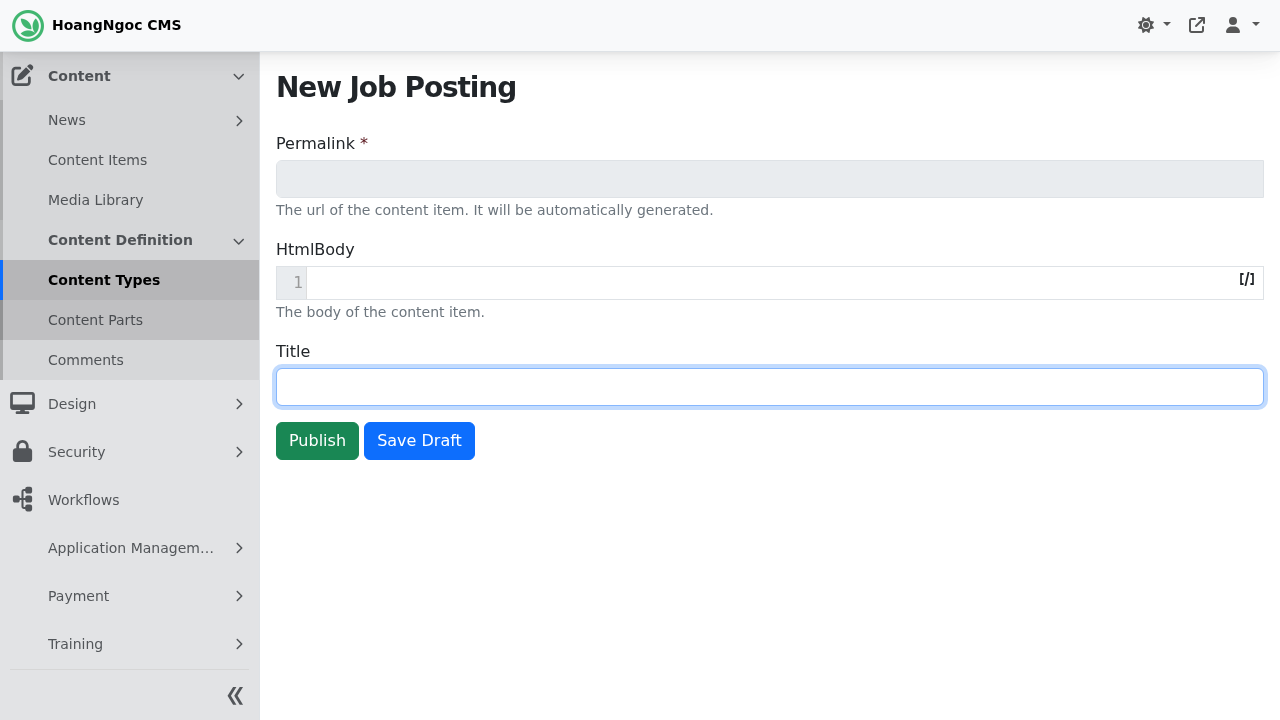 HoangNgoc CMS
Content
News
Content Items
Media Library
Content Definition
Content Types
Content Parts
Comments
Design
Security
Workflows
Application Managem...
Payment
Training
New Job Posting
Permalink *
The url of the content item. It will be automatically generated.
HtmlBody
1
[/]
The body of the content item.
Title
Publish Save Draft